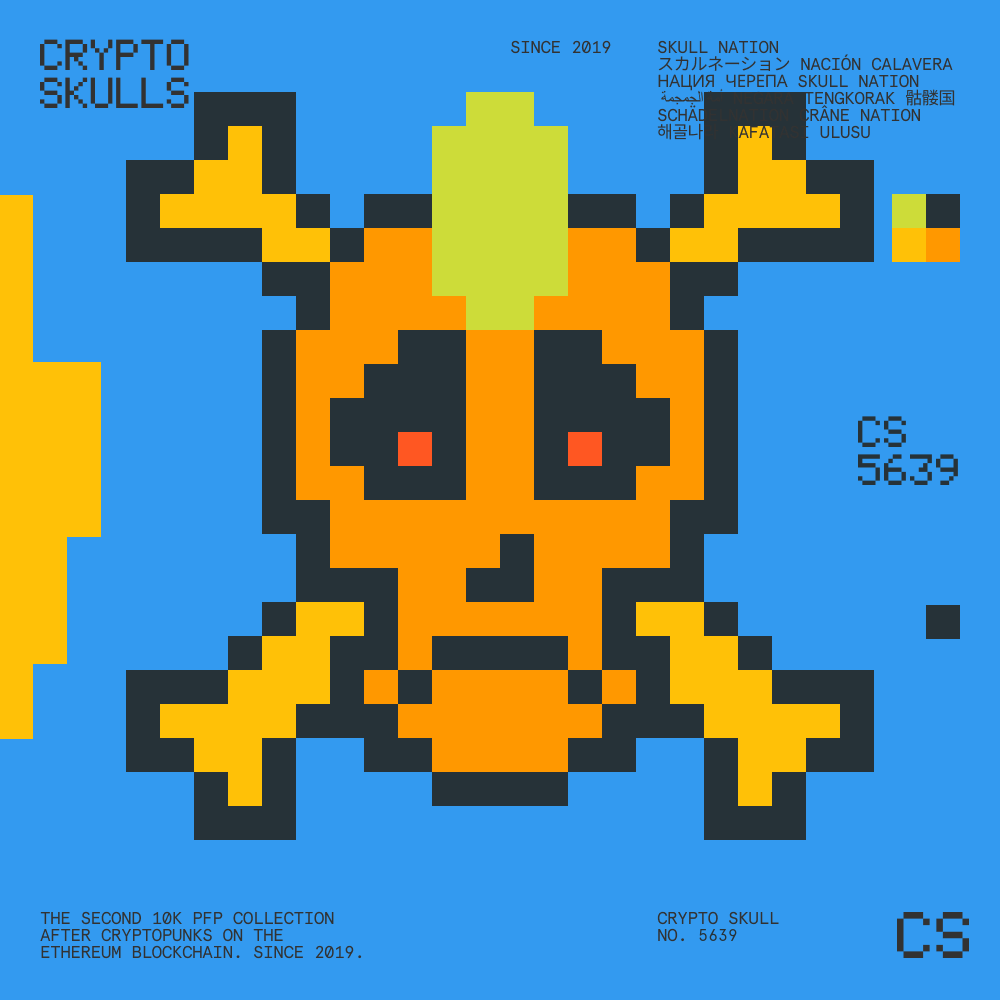 CRYPTO
SKULLS
SINCE 2019
SKULL NATION
スカルネーション NACIÓN CALAVERA
НАЦИЯ ЧЕРЕПА SKULL NATION
TENGKORAK 骷髅国
CRÂNE NATION
ULUSU
CS
5639
THE SECOND 10K PFP COLLECTION
AFTER CRYPTOPUNKS ON THE
ETHEREUM BLOCKCHAIN. SINCE 2019.
CRYPTO SKULL
NO. 5639
CS